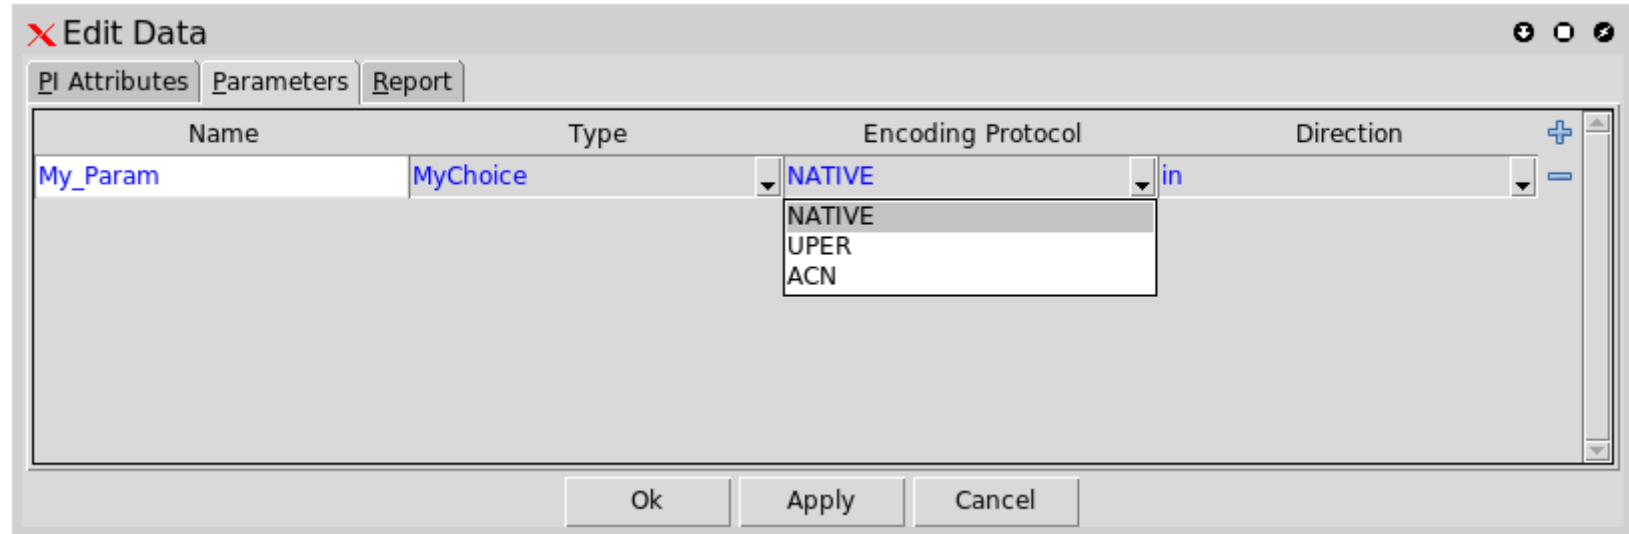 Edit Data
PI Attributes Parameters Report
Name Type Encoding Protocol Direction
My_Param MyChoice NATIVE in
NATIVE
UPER
ACN
Ok Apply Cancel